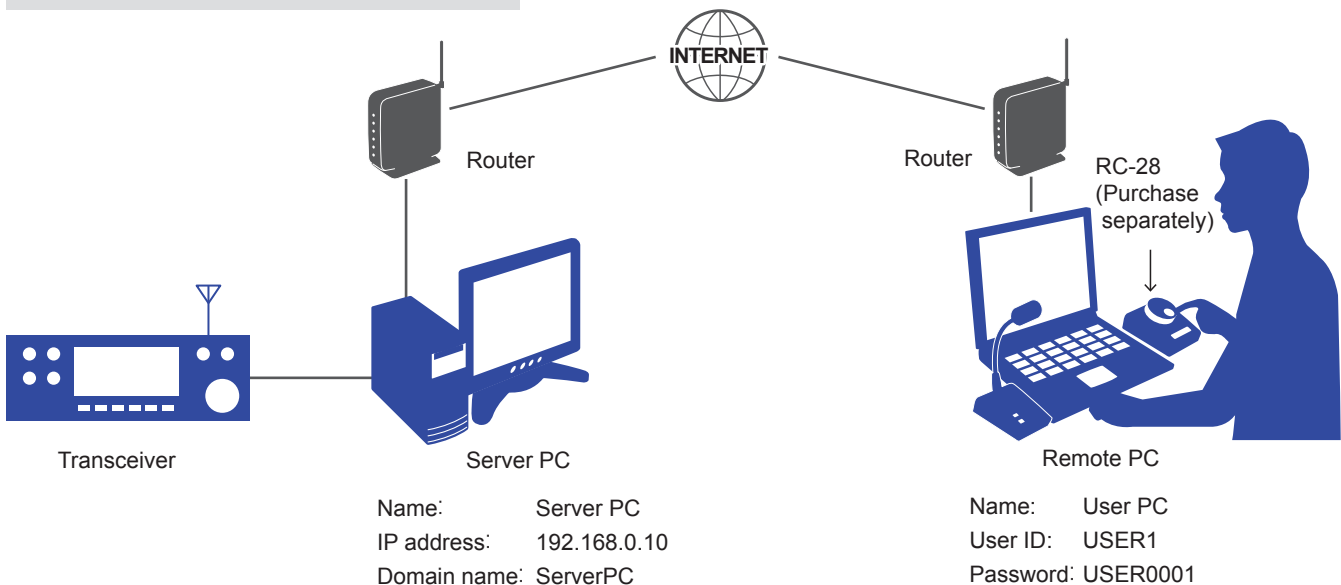 INTERNET
Router
Router
RC-28
(Purchase
separately)
Transceiver
Server PC
Remote PC
Name: Server PC
IP address: 192.168.0.10
Domain name: ServerPC
Name: User PC
User ID: USER1
Password: USER0001